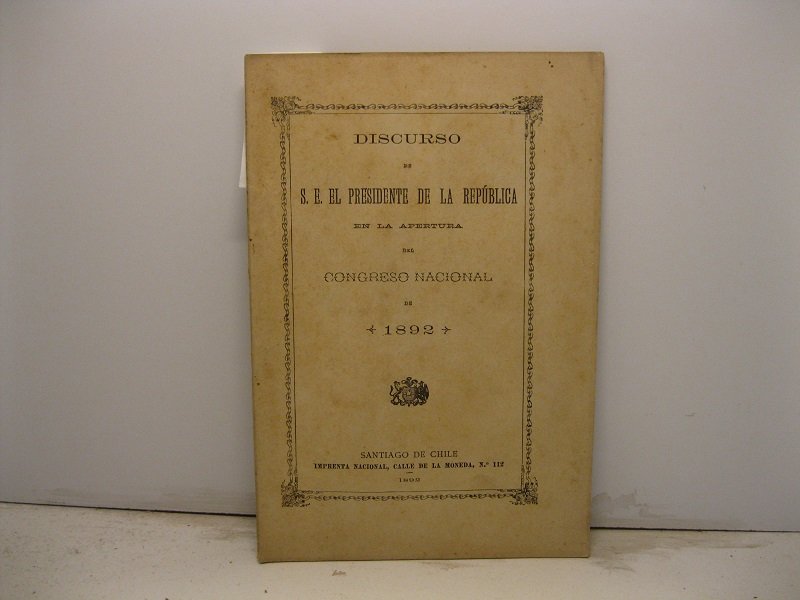 DISCURSO
DE
S. E. EL PRESIDENTE DE LA REPÚBLICA
EN LA APERTURA
DEL
CONGRESO NACIONAL
DE
1892
SANTIAGO DE CHILE
IMPRENTA NACIONAL, CALLE DE LA MONEDA, N.º 112
1892